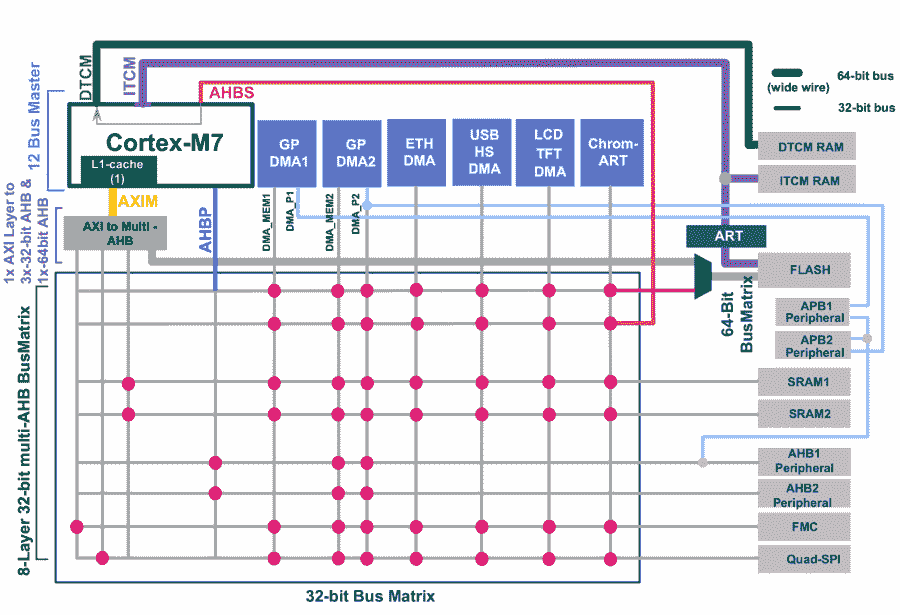 DTCM
ITCM
AHBS
64-bit bus
(wide wire)
32-bit bus
12 Bus Master
Cortex-M7
L1-cache
(1)
GP
DMA1
GP
DMA2
ETH
DMA
USB
HS
DMA
LCD
TFT
DMA
Chrom-
ART
DTCM RAM
ITCM RAM
1x AXI Layer to
3x-32-bit AHB &
1x-64bit AHB
AXIM
AHBP
DMA_MEM1
DMA_P1
DMA_MEM2
DMA_P2
AXI to Multi -
AHB
ART
FLASH
64-Bit
BusMatrix
APB1
Peripheral
APB2
Peripheral
8-Layer 32-bit multi-AHB BusMatrix
SRAM1
SRAM2
AHB1
Peripheral
AHB2
Peripheral
FMC
Quad-SPI
32-bit Bus Matrix